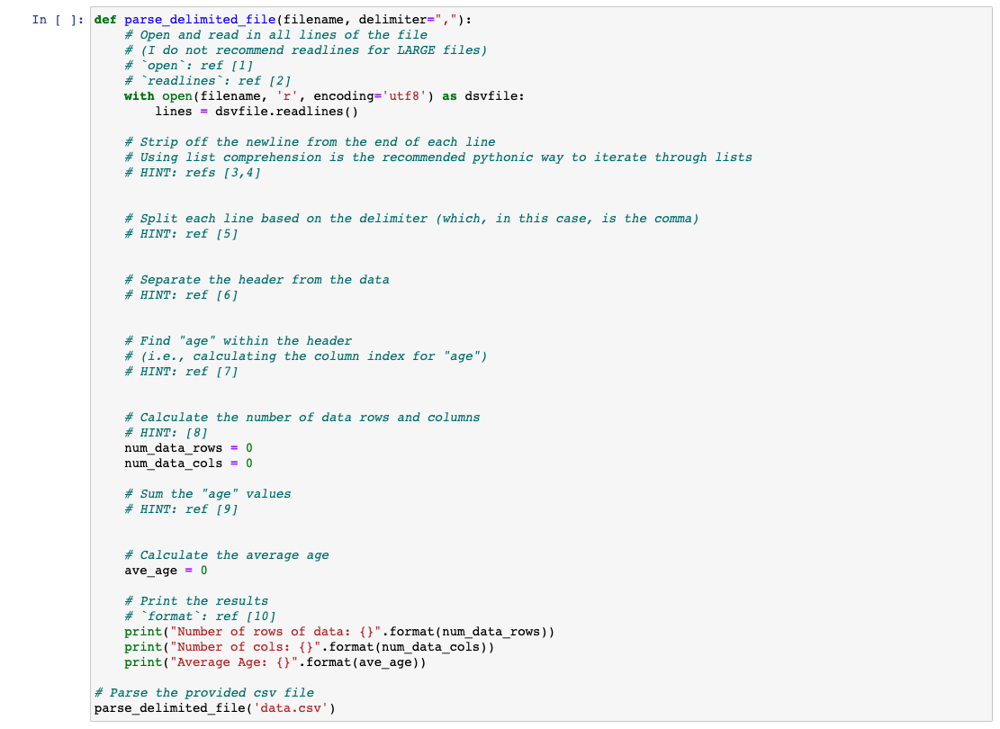 In [ ]: def parse_delimited_file(filename, delimiter=","):
    # Open and read in all lines of the file
    # (I do not recommend readlines for LARGE files)
    # `open`: ref [1]
    # `readlines`: ref [2]
    with open(filename, 'r', encoding='utf8') as dsvfile:
        lines = dsvfile.readlines()

    # Strip off the newline from the end of each line
    # Using list comprehension is the recommended pythonic way to iterate through lists
    # HINT: refs [3,4]

    # Split each line based on the delimiter (which, in this case, is the comma)
    # HINT: ref [5]

    # Separate the header from the data
    # HINT: ref [6]

    # Find "age" within the header
    # (i.e., calculating the column index for "age")
    # HINT: ref [7]

    # Calculate the number of data rows and columns
    # HINT: [8]
    num_data_rows = 0
    num_data_cols = 0

    # Sum the "age" values
    # HINT: ref [9]

    # Calculate the average age
    ave_age = 0

    # Print the results
    # `format`: ref [10]
    print("Number of rows of data: {}".format(num_data_rows))
    print("Number of cols: {}".format(num_data_cols))
    print("Average Age: {}".format(ave_age))

# Parse the provided csv file
parse_delimited_file('data.csv')